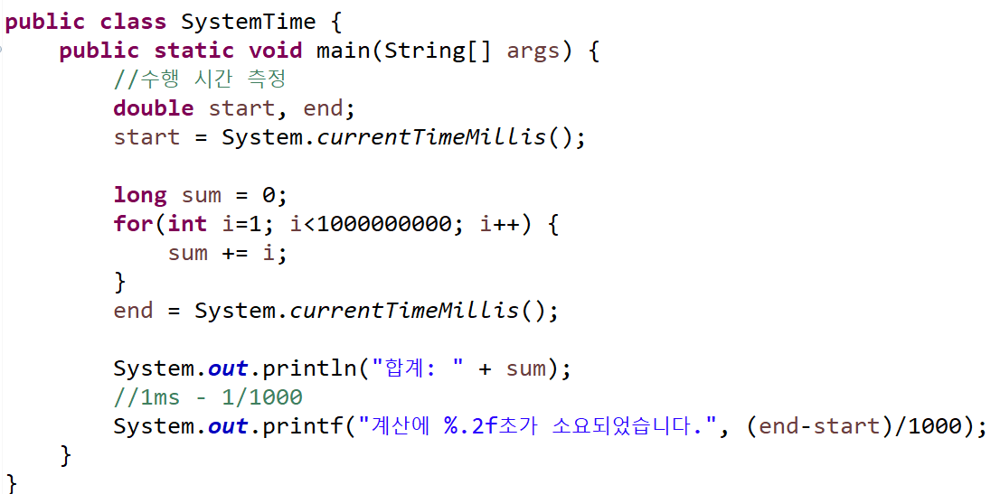 public class SystemTime {
    public static void main(String[] args) {
        //수행 시간 측정
        double start, end;
        start = System.currentTimeMillis();

        long sum = 0;
        for(int i=1; i<1000000000; i++) {
            sum += i;
        }
        end = System.currentTimeMillis();

        System.out.println("합계: " + sum);
        //1ms - 1/1000
        System.out.printf("계산에 %.2f초가 소요되었습니다.", (end-start)/1000);
    }
}